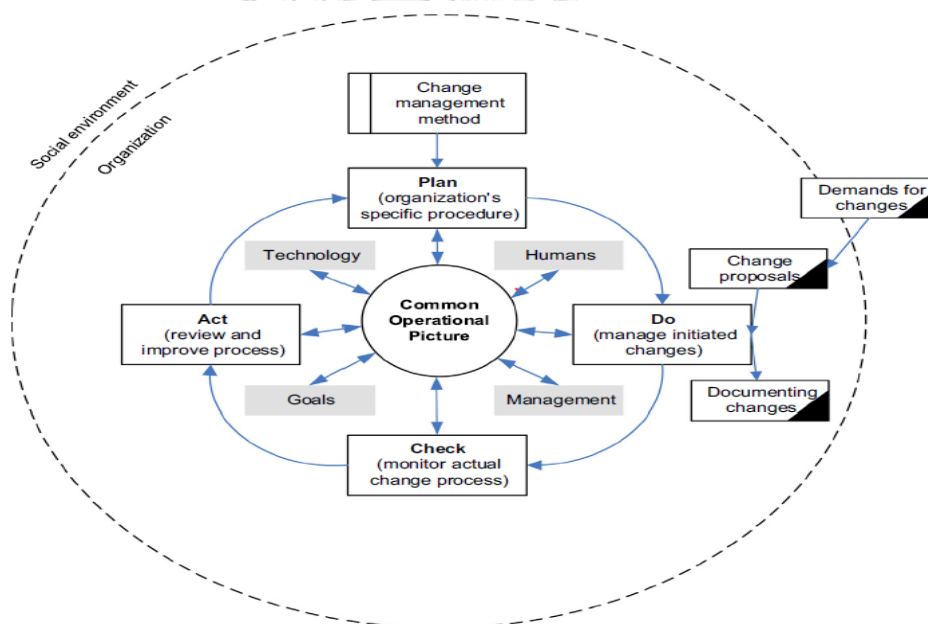 Social environment
Organization
Change
management
method
Plan
(organization's
specific procedure)
Demands for
changes
Technology
Humans
Change
proposals
Common
Operational
Picture
Act
(review and
improve process)
Do
(manage initiated
changes)
Goals
Management
Documenting
changes
Check
(monitor actual
change process)